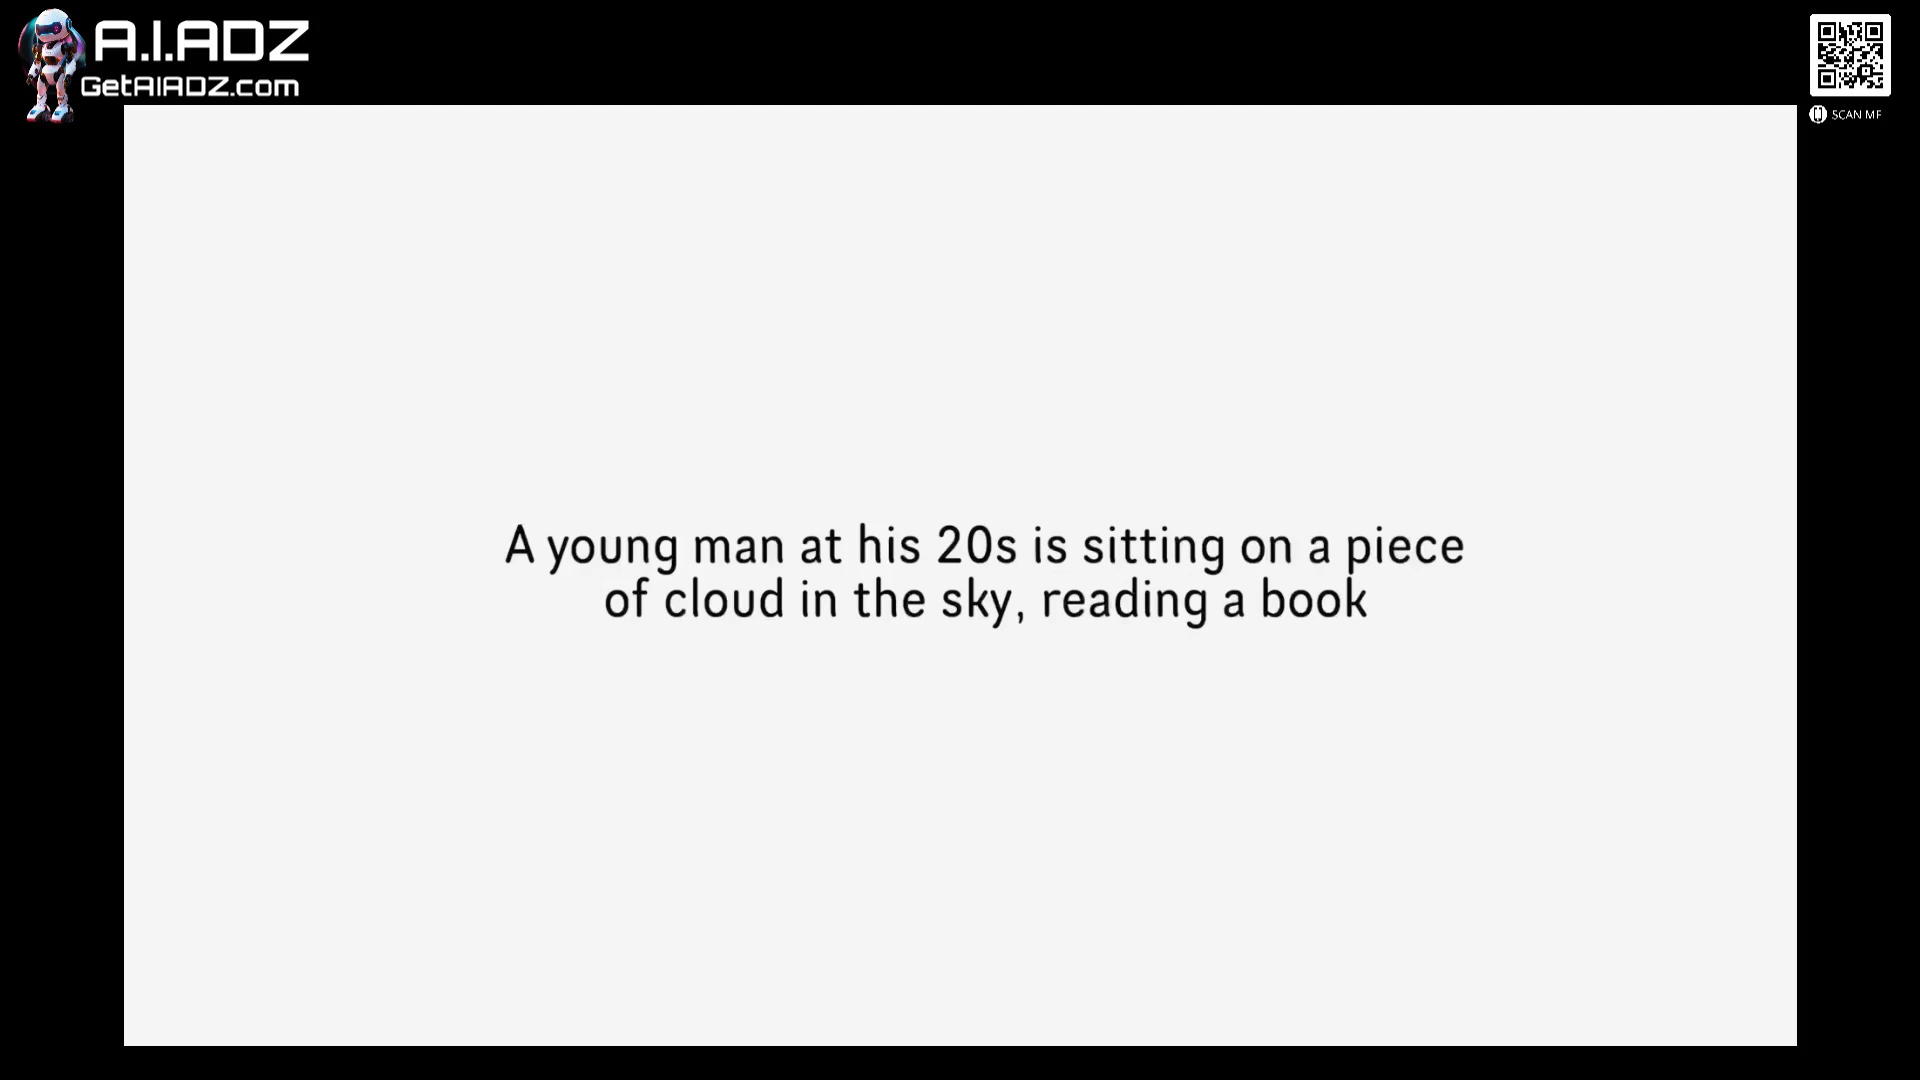 A.I.ADZ
GetAIADZ.com
SCAN ME
A young man at his 20s is sitting on a piece
of cloud in the sky, reading a book